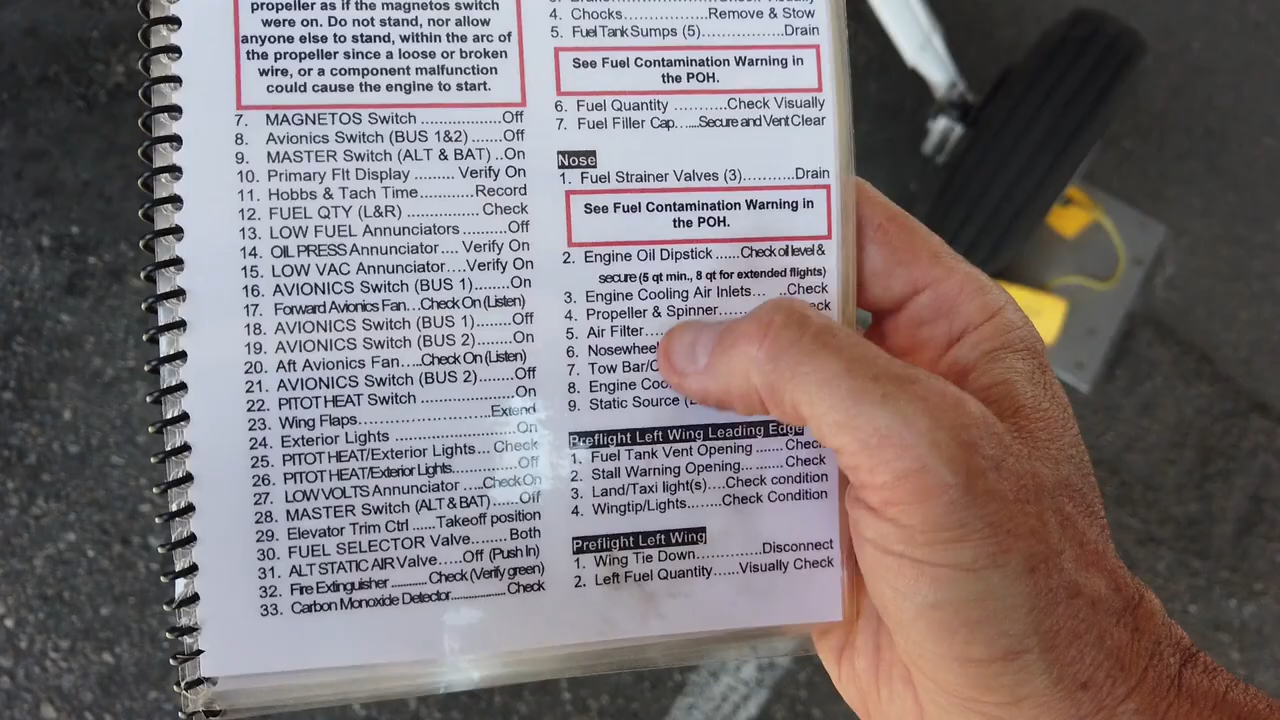 propeller as if the magnetos switch
were on. Do not stand, nor allow
anyone else to stand, within the arc of
the propeller since a loose or broken
wire, or a component malfunction
could cause the engine to start.
7. MAGNETOS Switch ..................Off
8. Avionics Switch (BUS 1&2) .......Off
9. MASTER Switch (ALT & BAT) ..On
10. Primary Flt Display ......... Verify On
11. Hobbs & Tach Time...........Record
12. FUEL QTY (L&R) ................ Check
13. LOW FUEL Annunciators ..........Off
14. OIL PRESS Annunciator.... Verify On
15. LOW VAC Annunciator....Verify On
16. AVIONICS Switch (BUS 1).........On
17. Forward Avionics Fan...Check On (Listen)
18. AVIONICS Switch (BUS 1).........Off
19. AVIONICS Switch (BUS 2).........On
20. Aft Avionics Fan....Check On (Listen)
21. AVIONICS Switch (BUS 2)........Off
22. PITOT HEAT Switch ...................On
23. Wing Flaps..........................Extend
24. Exterior Lights ........................On
25. PITOT HEAT/Exterior Lights... Check
26. PITOT HEAT/Exterior Lights..............Off
27. LOW VOLTS Annunciator .....Check On
28. MASTER Switch (ALT & BAT)......Off
29. Elevator Trim Ctrl ......Takeoff position
30. FUEL SELECTOR Valve........ Both
31. ALT STATIC AIR Valve.....Off (Push In)
32. Fire Extinguisher ............ Check (Verify green)
33. Carbon Monoxide Detector.................. Check
4. Chocks....................Remove & Stow
5. Fuel Tank Sumps (5)................Drain
See Fuel Contamination Warning in
the POH.
6. Fuel Quantity ...........Check Visually
7. Fuel Filler Cap......Secure and Vent Clear
Nose
1. Fuel Strainer Valves (3)..........Drain
See Fuel Contamination Warning in
the POH.
2. Engine Oil Dipstick ......Check oil level &
secure (5 qt min., 8 qt for extended flights)
3. Engine Cooling Air Inlets... ..Check
4. Propeller & Spinner......
5. Air Filter....
6. Nosewheel
7. Tow Bar/
8. Engine
9. Static Source
Preflight Left Wing Leading Edge
1. Fuel Tank Vent Opening ....... Check
2. Stall Warning Opening... ....... Check
3. Land/Taxi light(s)....Check condition
4. Wingtip/Lights........Check Condition
Preflight Left Wing
1. Wing Tie Down.............Disconnect
2. Left Fuel Quantity......Visually Check